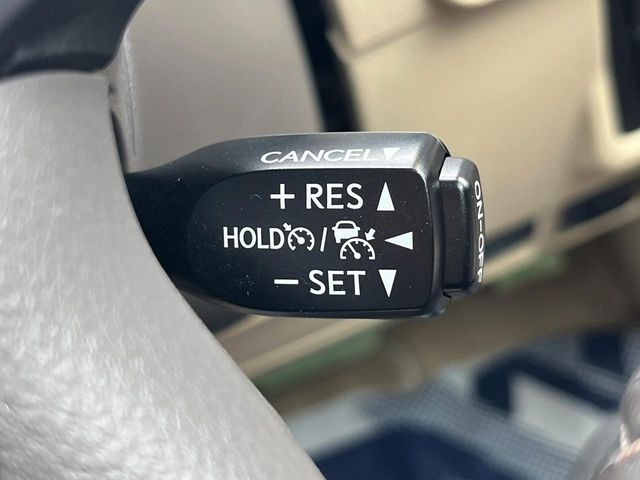 CANCEL▼
+ RES ▲
HOLD / ◀
− SET ▼
ON-OFF